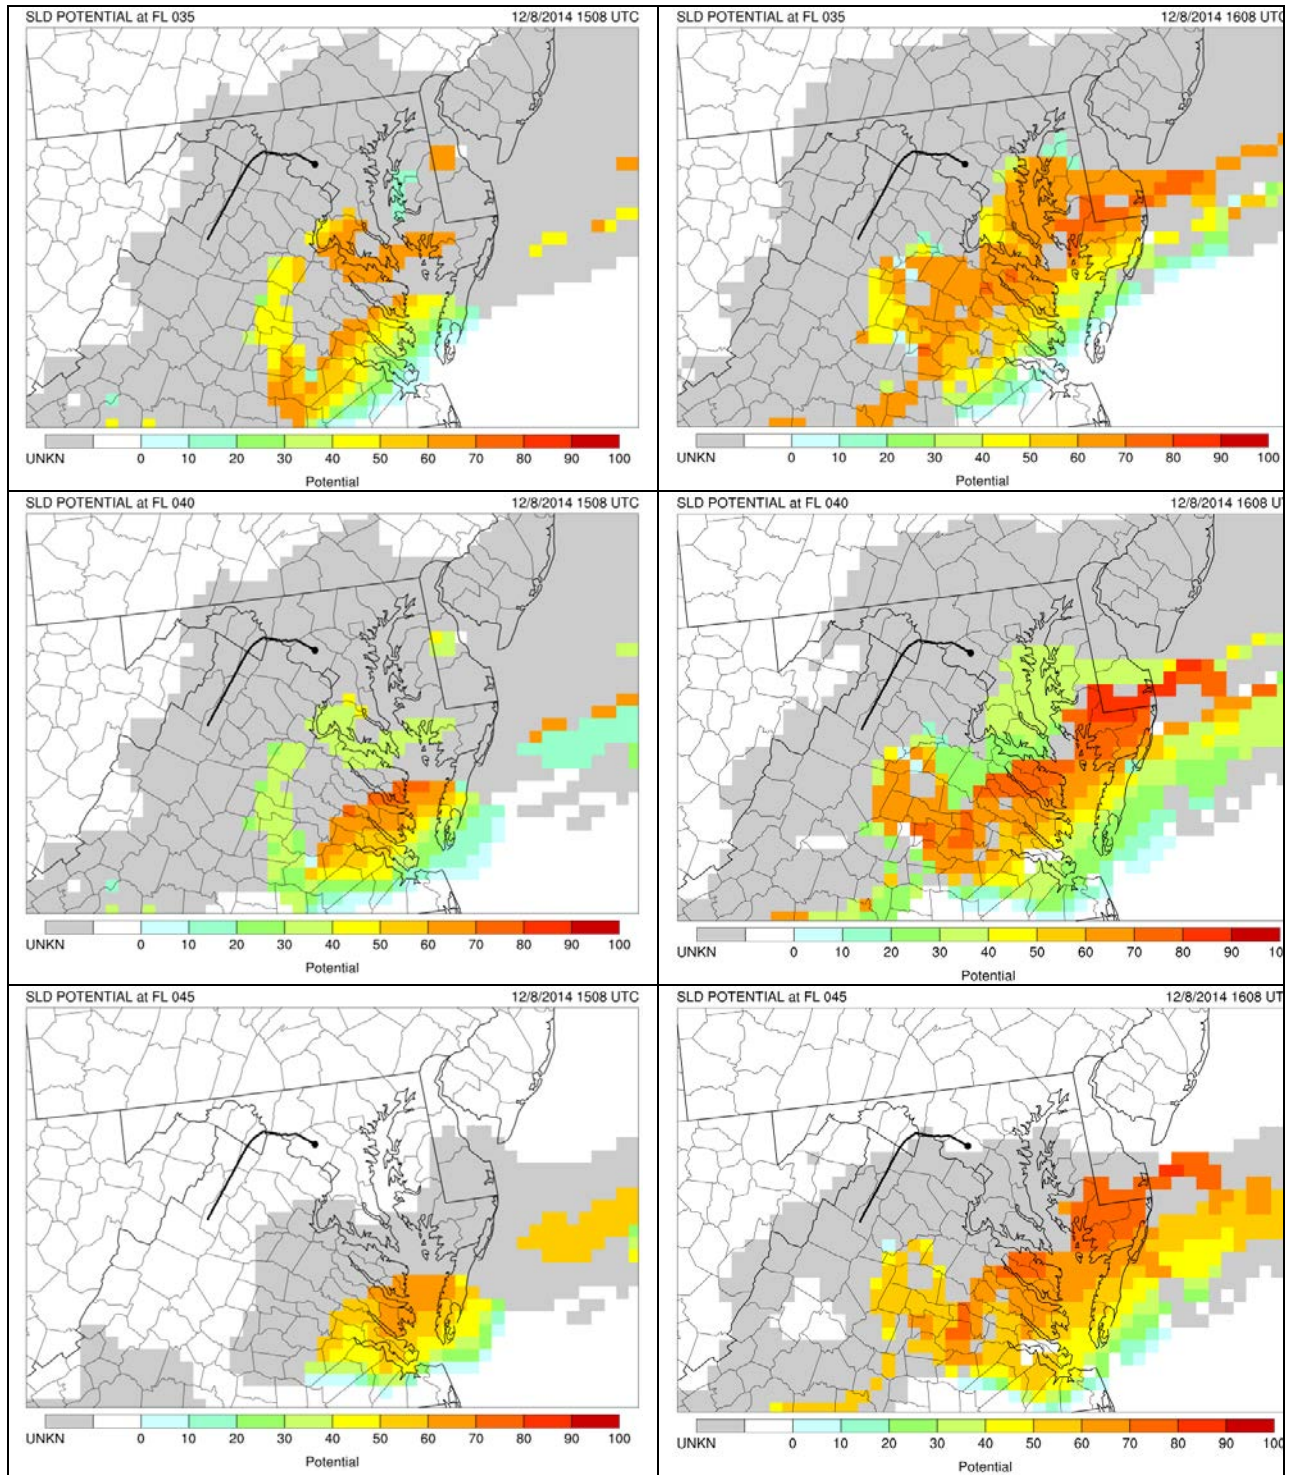 SLD POTENTIAL at FL 035 12/8/2014 1508 UTC
UNKN 0 10 20 30 40 50 60 70 80 90 100
Potential
SLD POTENTIAL at FL 035 12/8/2014 1608 UTC
UNKN 0 10 20 30 40 50 60 70 80 90 100
Potential
SLD POTENTIAL at FL 040 12/8/2014 1508 UTC
UNKN 0 10 20 30 40 50 60 70 80 90 100
Potential
SLD POTENTIAL at FL 040 12/8/2014 1608 UT
UNKN 0 10 20 30 40 50 60 70 80 90 10
Potential
SLD POTENTIAL at FL 045 12/8/2014 1508 UTC
UNKN 0 10 20 30 40 50 60 70 80 90 100
Potential
SLD POTENTIAL at FL 045 12/8/2014 1608 UT
UNKN 0 10 20 30 40 50 60 70 80 90 100
Potential